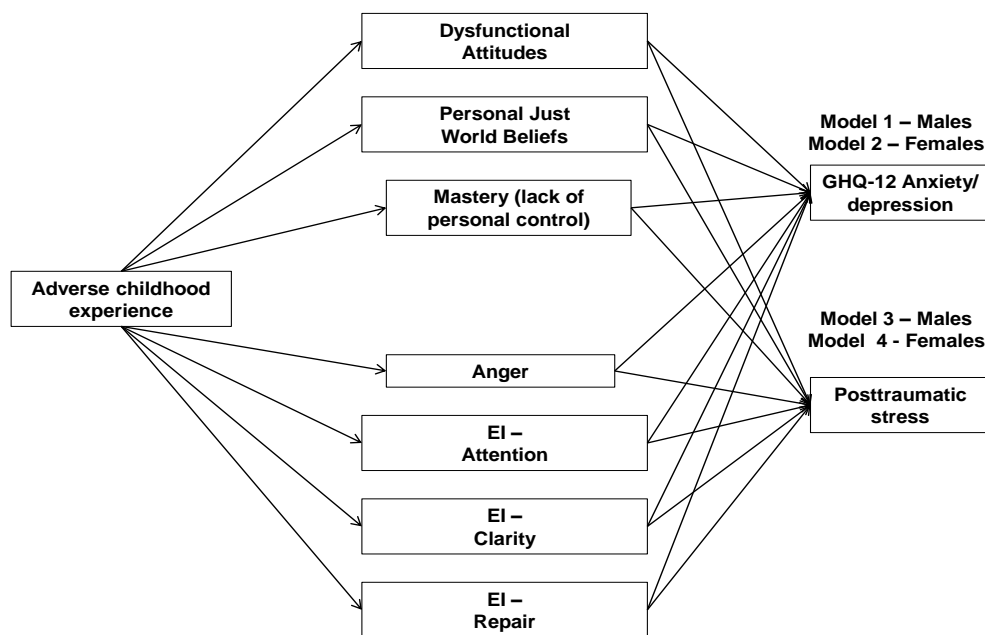 Dysfunctional
Attitudes
Personal Just
World Beliefs
Model 1 – Males
Model 2 – Females
Mastery (lack of
personal control)
GHQ-12 Anxiety/
depression
Adverse childhood
experience
Model 3 – Males
Model 4 - Females
Anger
Posttraumatic
stress
EI –
Attention
EI –
Clarity
EI –
Repair